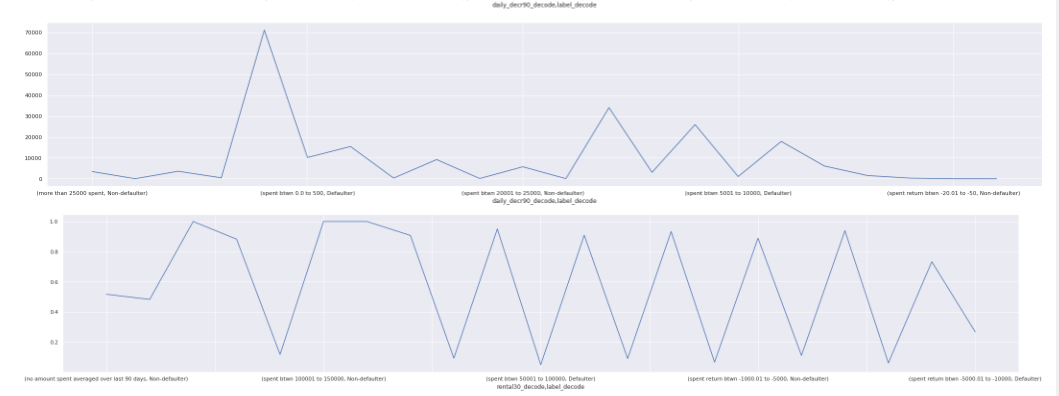 daily_decr90_decode,label_decode
70000
60000
50000
40000
30000
20000
10000
0
(more than 25000 spent, Non-defaulter) (spent btwn 0.0 to 500, Defaulter) (spent btwn 20001 to 25000, Non-defaulter) (spent btwn 5001 to 10000, Defaulter) (spent return btwn -20.01 to -50, Non-defaulter)
daily_decr90_decode,label_decode
1.0
0.8
0.6
0.4
0.2
(no amount spent averaged over last 90 days, Non-defaulter) (spent btwn 100001 to 150000, Non-defaulter) (spent btwn 50001 to 100000, Defaulter) (spent return btwn -1000.01 to -5000, Non-defaulter) (spent return btwn -5000.01 to -10000, Defaulter)
rental30_decode,label_decode